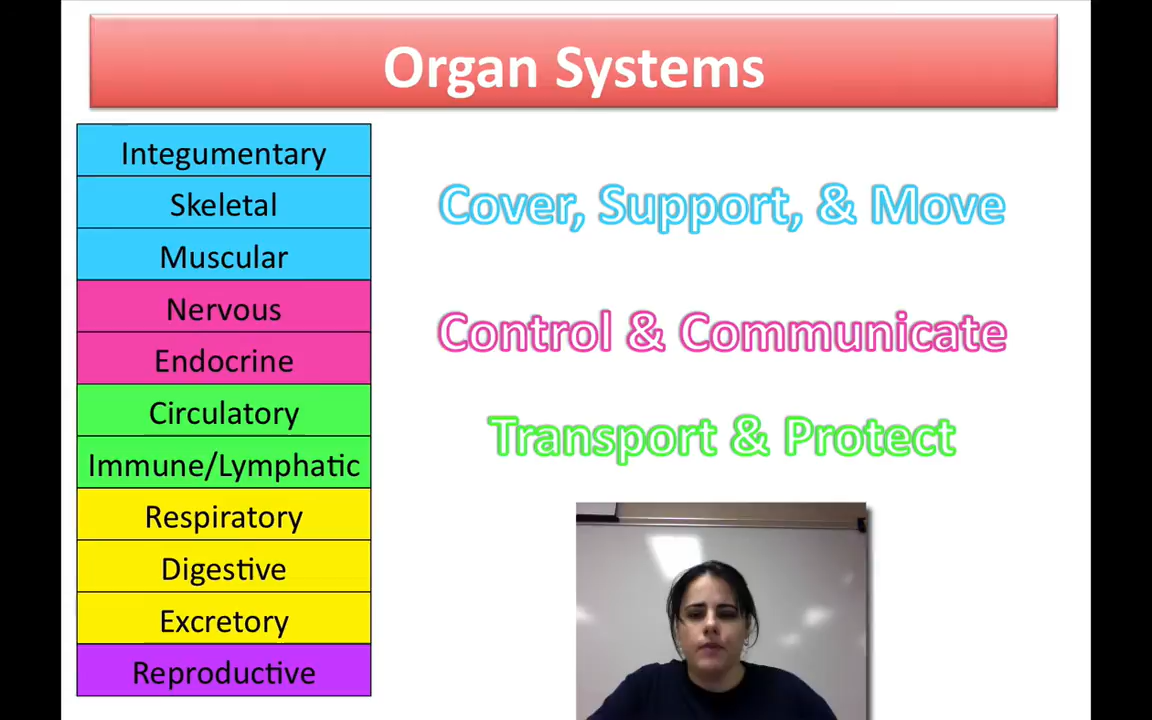 Organ Systems
Integumentary
Skeletal
Muscular
Nervous
Endocrine
Circulatory
Immune/Lymphatic
Respiratory
Digestive
Excretory
Reproductive
Cover, Support, & Move
Control & Communicate
Transport & Protect